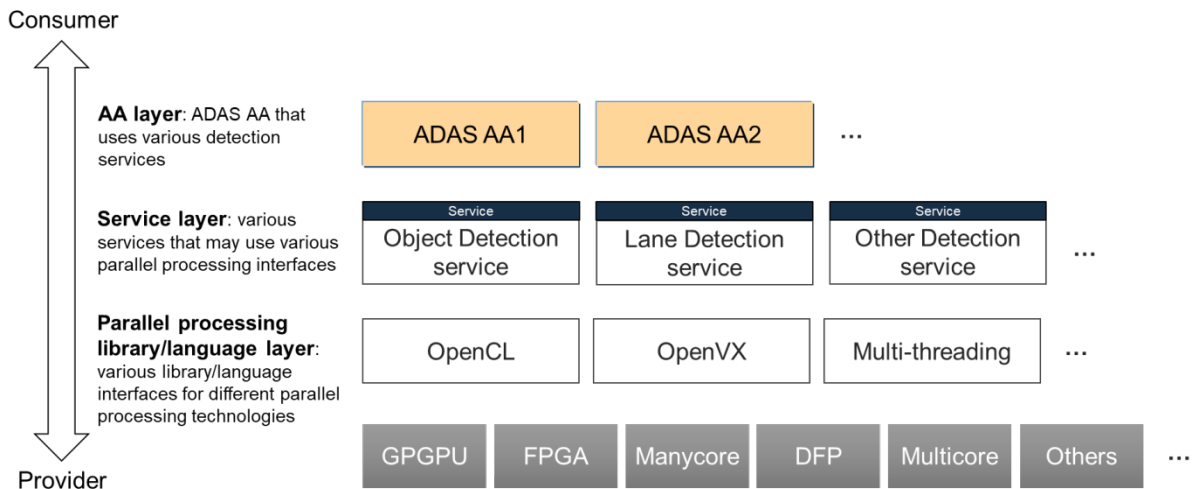 Consumer
AA layer: ADAS AA that
uses various detection
services
ADAS AA1
ADAS AA2
...
Service layer: various
services that may use various
parallel processing interfaces
Service
Object Detection
service
Service
Lane Detection
service
Service
Other Detection
service
...
Parallel processing
library/language layer:
various library/language
interfaces for different parallel
processing technologies
OpenCL
OpenVX
Multi-threading
...
GPGPU
FPGA
Manycore
DFP
Multicore
Others
...
Provider